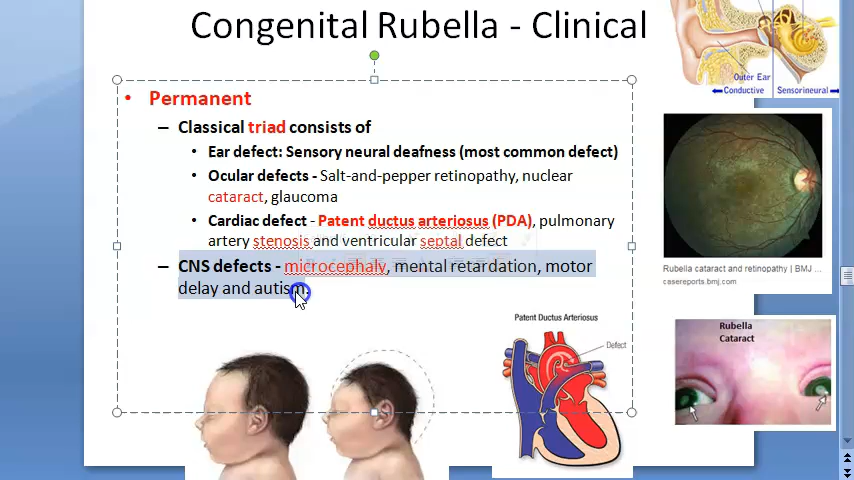 Congenital Rubella - Clinical
• Permanent
– Classical triad consists of
• Ear defect: Sensory neural deafness (most common defect)
• Ocular defects - Salt-and-pepper retinopathy, nuclear
cataract, glaucoma
• Cardiac defect - Patent ductus arteriosus (PDA), pulmonary
artery stenosis and ventricular septal defect
– CNS defects - microcephaly, mental retardation, motor
delay and autism.
Outer Ear
Conductive
Sensorineural
Rubella cataract and retinopathy | BMJ ...
casereports.bmj.com
Patent Ductus Arteriosus
Defect
Rubella
Cataract